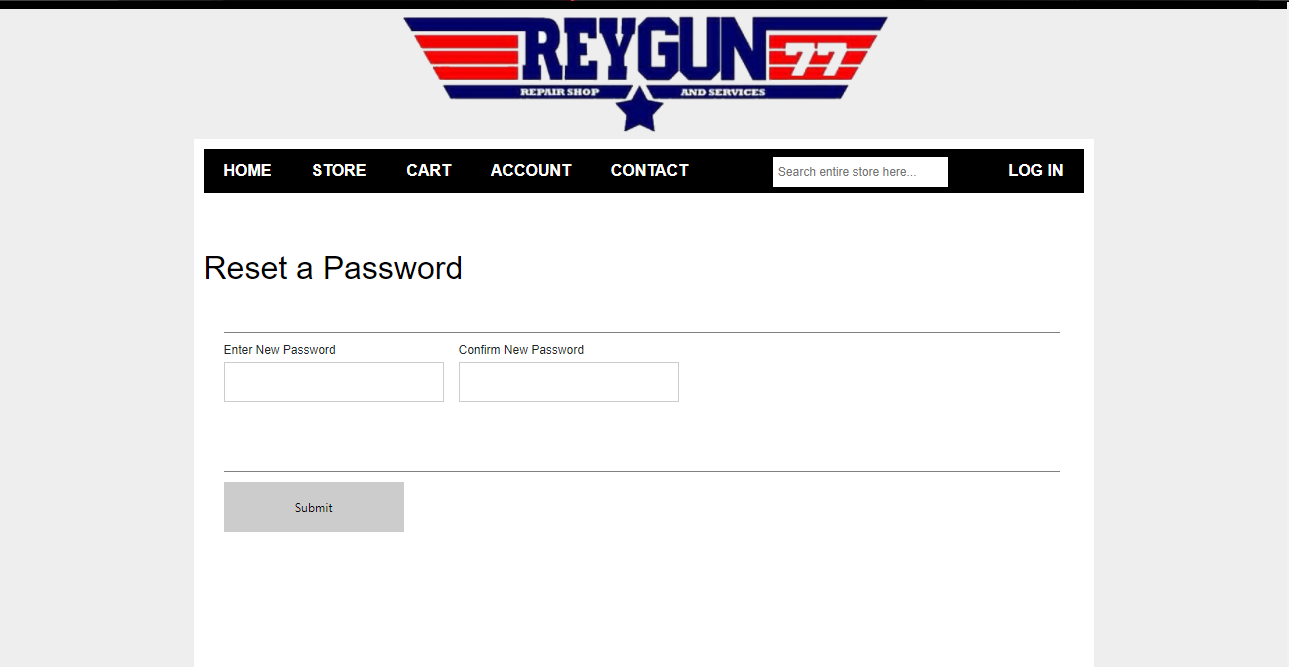 REYGUN 77
REPAIR SHOP AND SERVICES
HOME STORE CART ACCOUNT CONTACT Search entire store here... LOG IN
Reset a Password
Enter New Password Confirm New Password
Submit